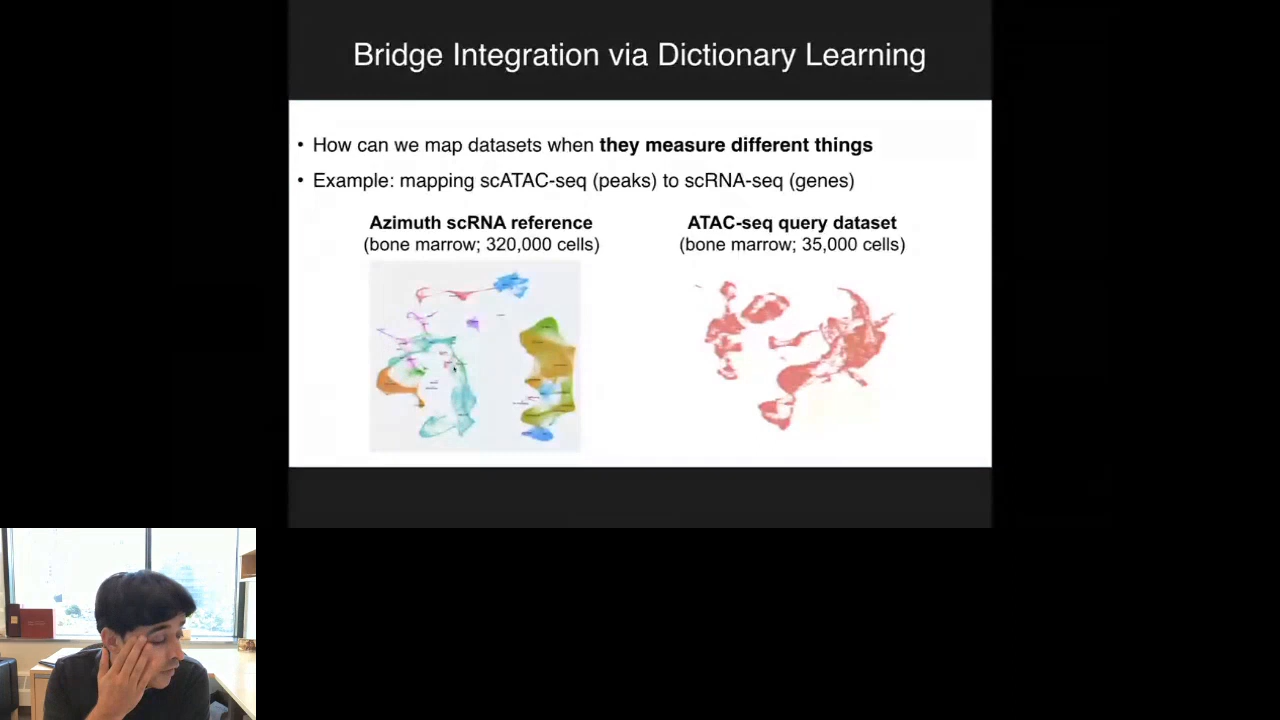 Bridge Integration via Dictionary Learning
• How can we map datasets when they measure different things
• Example: mapping scATAC-seq (peaks) to scRNA-seq (genes)
Azimuth scRNA reference
(bone marrow; 320,000 cells)
ATAC-seq query dataset
(bone marrow; 35,000 cells)